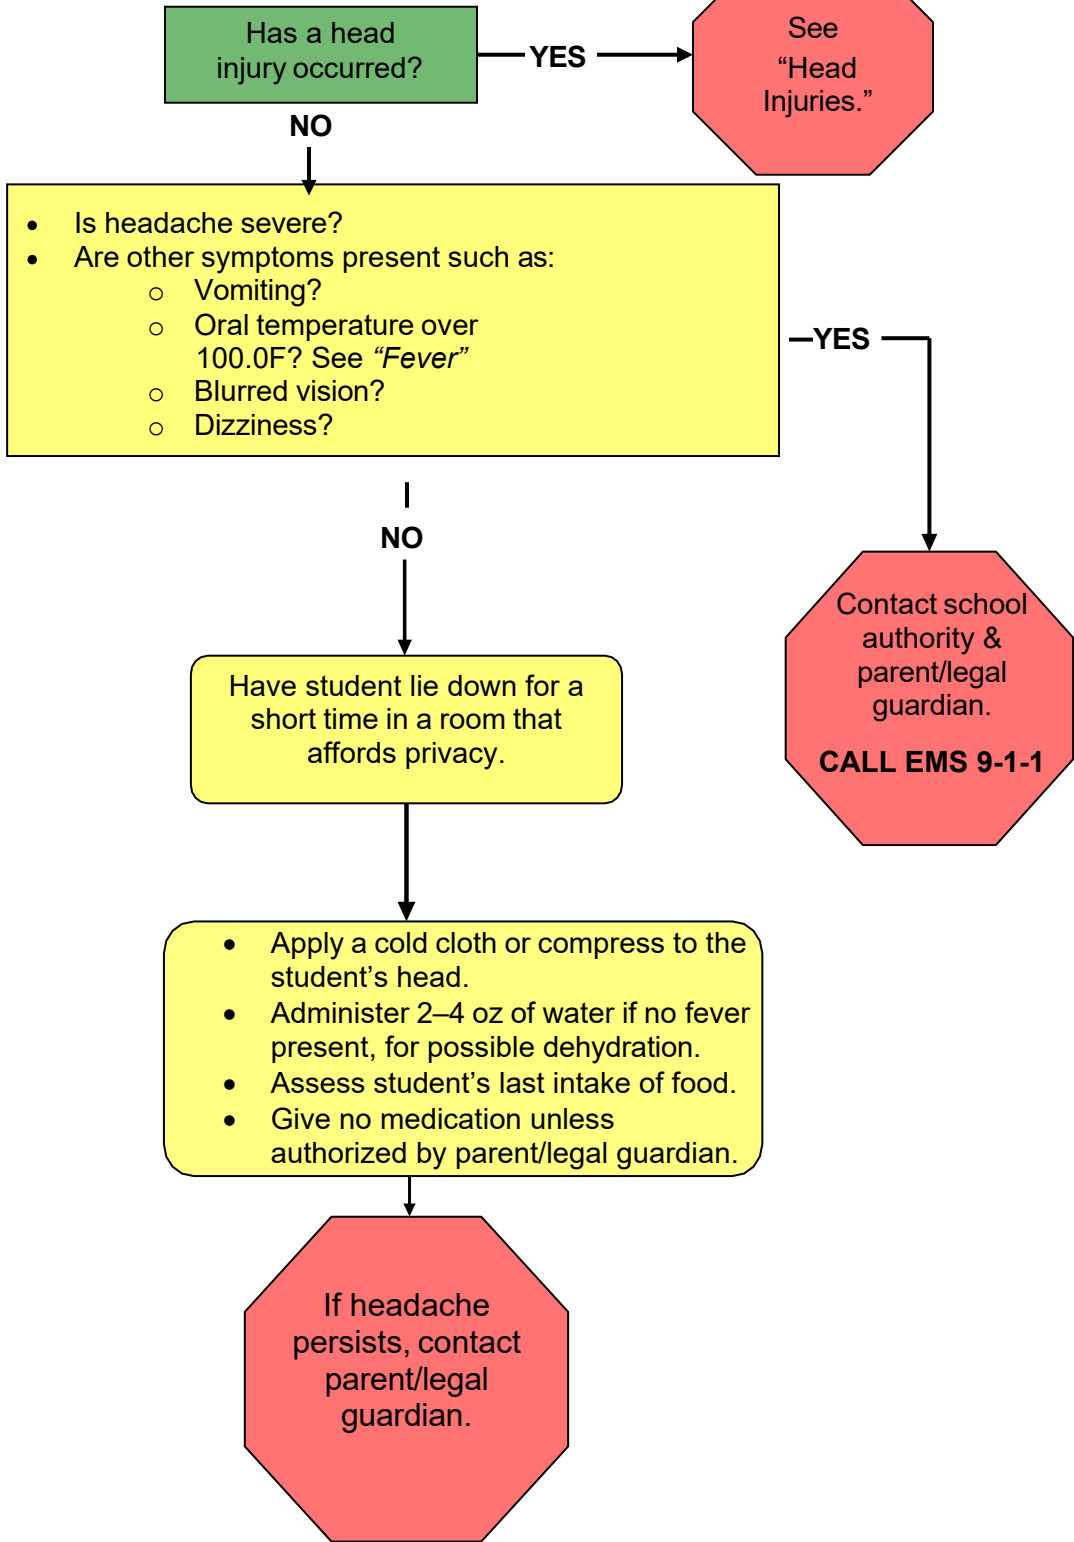 Has a head
injury occurred?
YES
See
“Head
Injuries.”
NO
• Is headache severe?
• Are other symptoms present such as:
o Vomiting?
o Oral temperature over
100.0F? See “Fever”
o Blurred vision?
o Dizziness?
YES
NO
Contact school
authority &
parent/legal
guardian.
CALL EMS 9-1-1
Have student lie down for a
short time in a room that
affords privacy.
• Apply a cold cloth or compress to the
student’s head.
• Administer 2–4 oz of water if no fever
present, for possible dehydration.
• Assess student’s last intake of food.
• Give no medication unless
authorized by parent/legal guardian.
If headache
persists, contact
parent/legal
guardian.